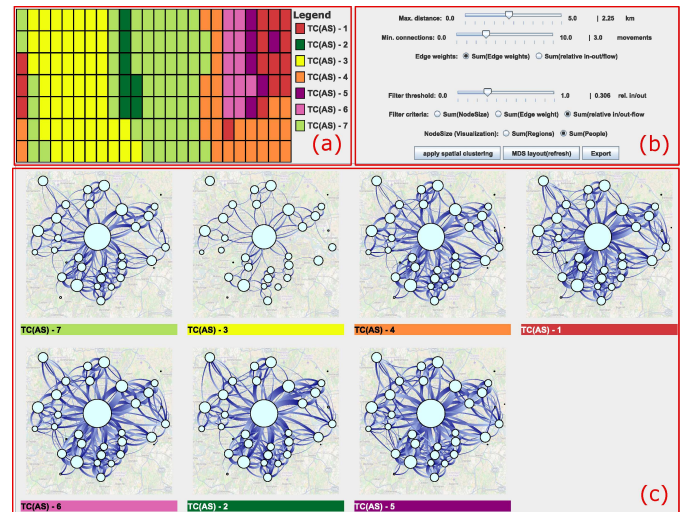 Legend
TC(AS) - 1
TC(AS) - 2
TC(AS) - 3
TC(AS) - 4
TC(AS) - 5
TC(AS) - 6
TC(AS) - 7
(a)
Max. distance: 0.0 5.0 | 2.25 km
Min. connections: 0.0 10.0 | 3.0 movements
Edge weights: Sum(Edge weights) Sum(relative in-out/flow)
Filter threshold: 0.0 1.0 | 0.306 rel. in/out
Filter criteria: Sum(NodeSize) Sum(Edge weight) Sum(relative in/out-flow
NodeSize (Visualization): Sum(Regions) Sum(People)
apply spatial clustering MDS layout(refresh) Export
(b)
TC(AS) - 7 TC(AS) - 3 TC(AS) - 4 TC(AS) - 1
(c)
TC(AS) - 6 TC(AS) - 2 TC(AS) - 5